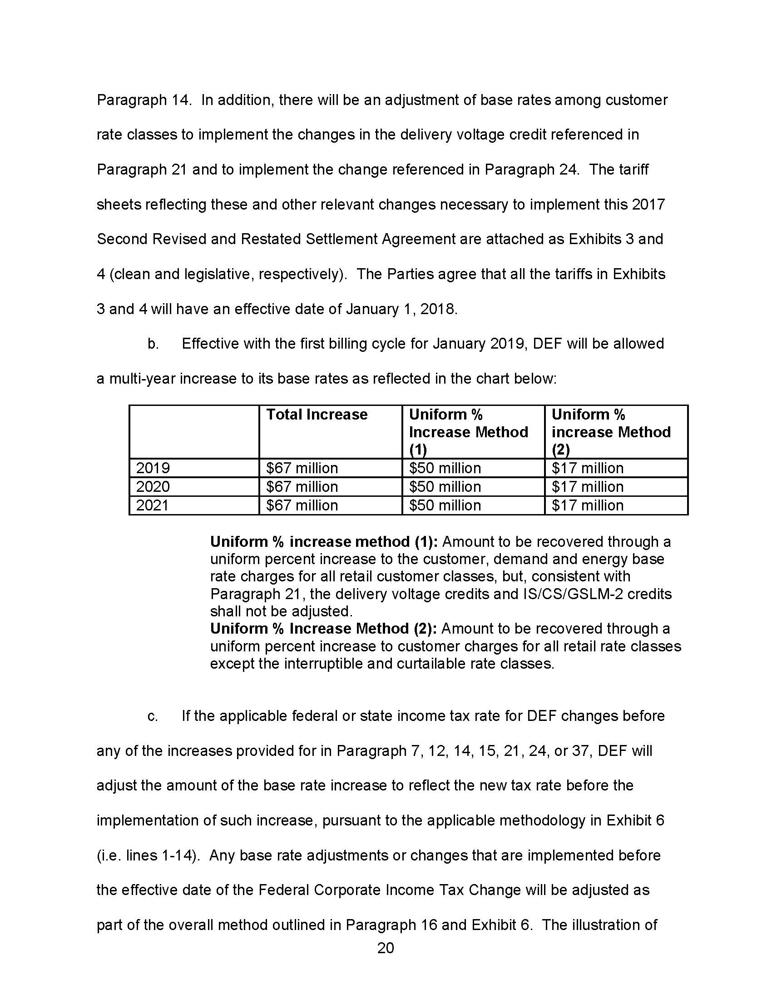 Paragraph 14.  In addition, there will be an adjustment of base rates among customer
rate classes to implement the changes in the delivery voltage credit referenced in
Paragraph 21 and to implement the change referenced in Paragraph 24.  The tariff
sheets reflecting these and other relevant changes necessary to implement this 2017
Second Revised and Restated Settlement Agreement are attached as Exhibits 3 and
4 (clean and legislative, respectively).  The Parties agree that all the tariffs in Exhibits
3 and 4 will have an effective date of January 1, 2018.
b. Effective with the first billing cycle for January 2019, DEF will be allowed
a multi-year increase to its base rates as reflected in the chart below:
Total Increase Uniform % Uniform %
Increase Method increase Method
(1) (2)
2019 $67 million $50 million $17 million
2020 $67 million $50 million $17 million
2021 $67 million $50 million $17 million
Uniform % increase method (1): Amount to be recovered through a
uniform percent increase to the customer, demand and energy base
rate charges for all retail customer classes, but, consistent with
Paragraph 21, the delivery voltage credits and IS/CS/GSLM-2 credits
shall not be adjusted.
Uniform % Increase Method (2): Amount to be recovered through a
uniform percent increase to customer charges for all retail rate classes
except the interruptible and curtailable rate classes.
c. If the applicable federal or state income tax rate for DEF changes before
any of the increases provided for in Paragraph 7, 12, 14, 15, 21, 24, or 37, DEF will
adjust the amount of the base rate increase to reflect the new tax rate before the
implementation of such increase, pursuant to the applicable methodology in Exhibit 6
(i.e. lines 1-14).  Any base rate adjustments or changes that are implemented before
the effective date of the Federal Corporate Income Tax Change will be adjusted as
part of the overall method outlined in Paragraph 16 and Exhibit 6.  The illustration of
20